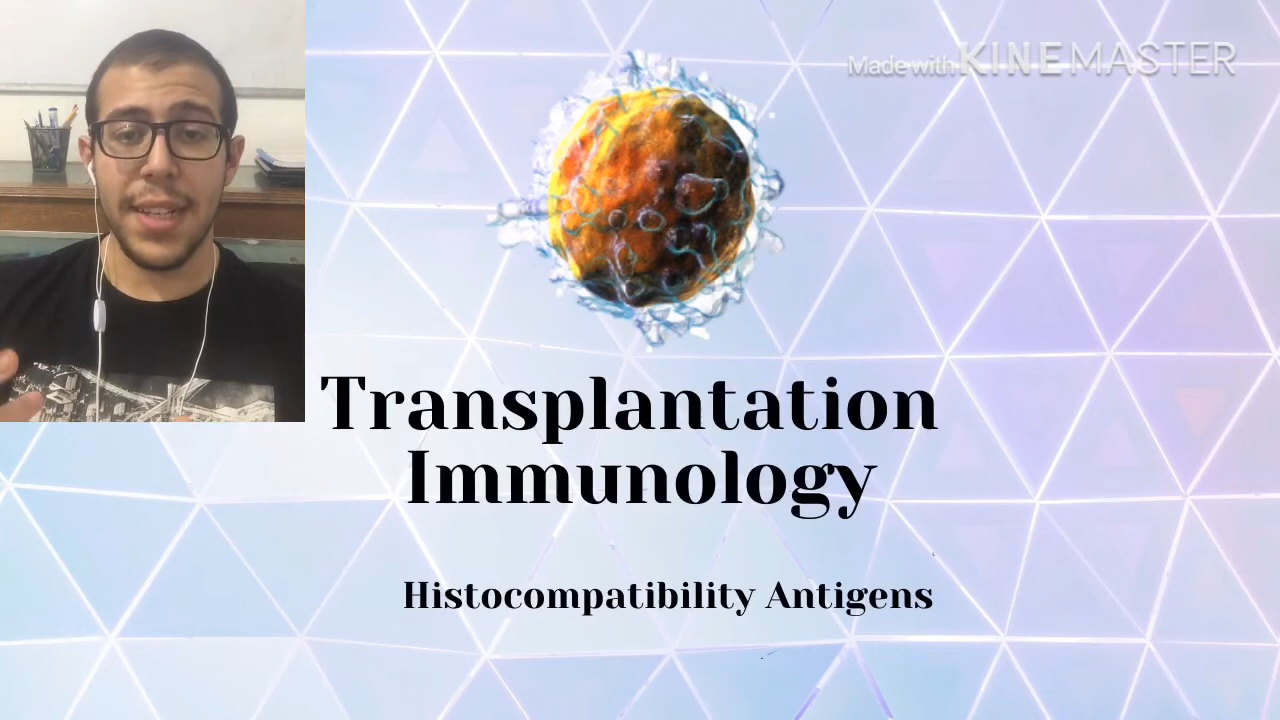 Made with KINEMASTER
Transplantation
Immunology
Histocompatibility Antigens